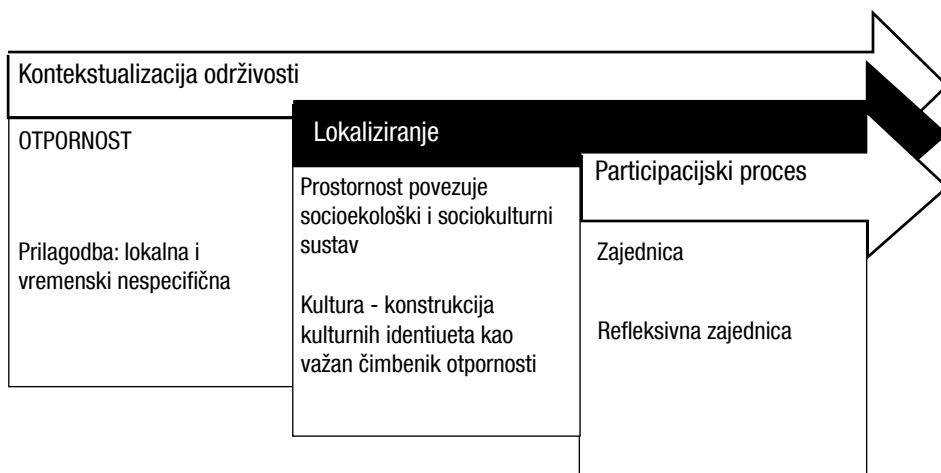 Kontekstualizacija održivosti
OTPORNOST
Prilagodba: lokalna i
vremenski nespecifična
Lokaliziranje
Prostornost povezuje
socioekološki i sociokulturni
sustav
Kultura - konstrukcija
kulturnih identiueta kao
važan čimbenik otpornosti
Participacijski proces
Zajednica
Refleksivna zajednica